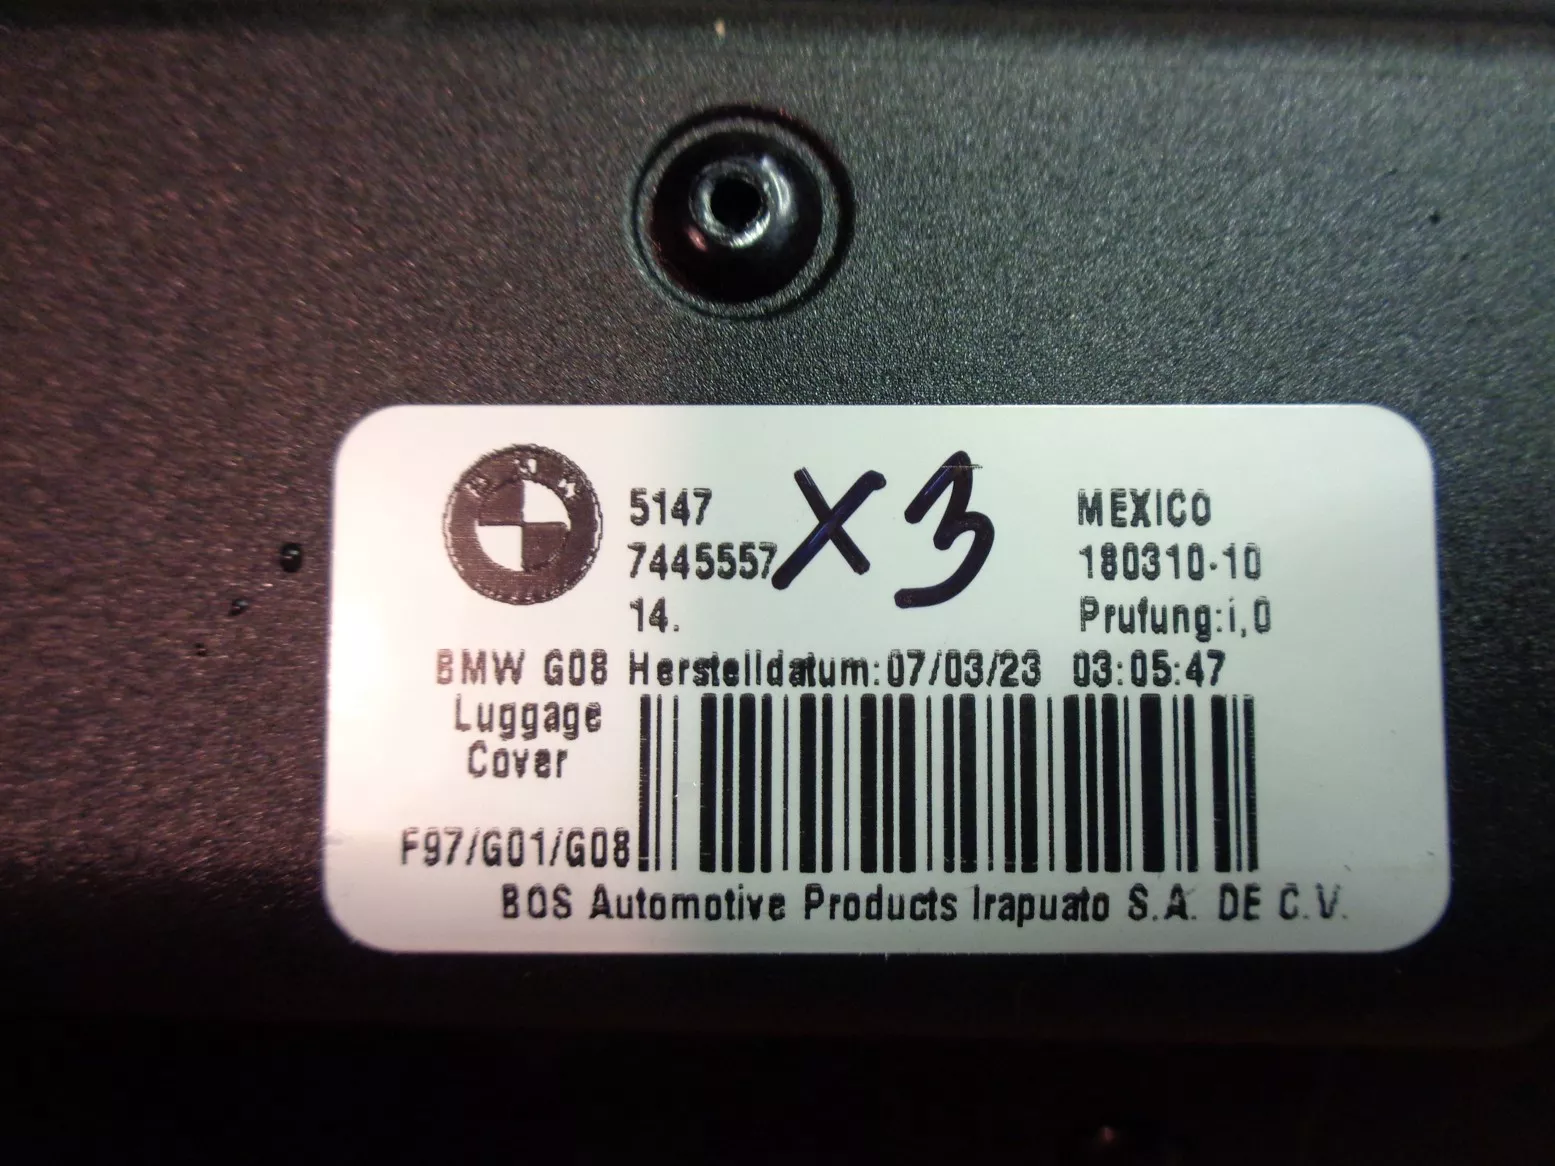 BMW
5147
7445557
14.
X3
MEXICO
180310-10
Prufung:i,0
BMW G08 Herstelldatum:07/03/23 03:05:47
Luggage
Cover
F97/G01/G08
BOS Automotive Products Irapuato S.A. DE C.V.